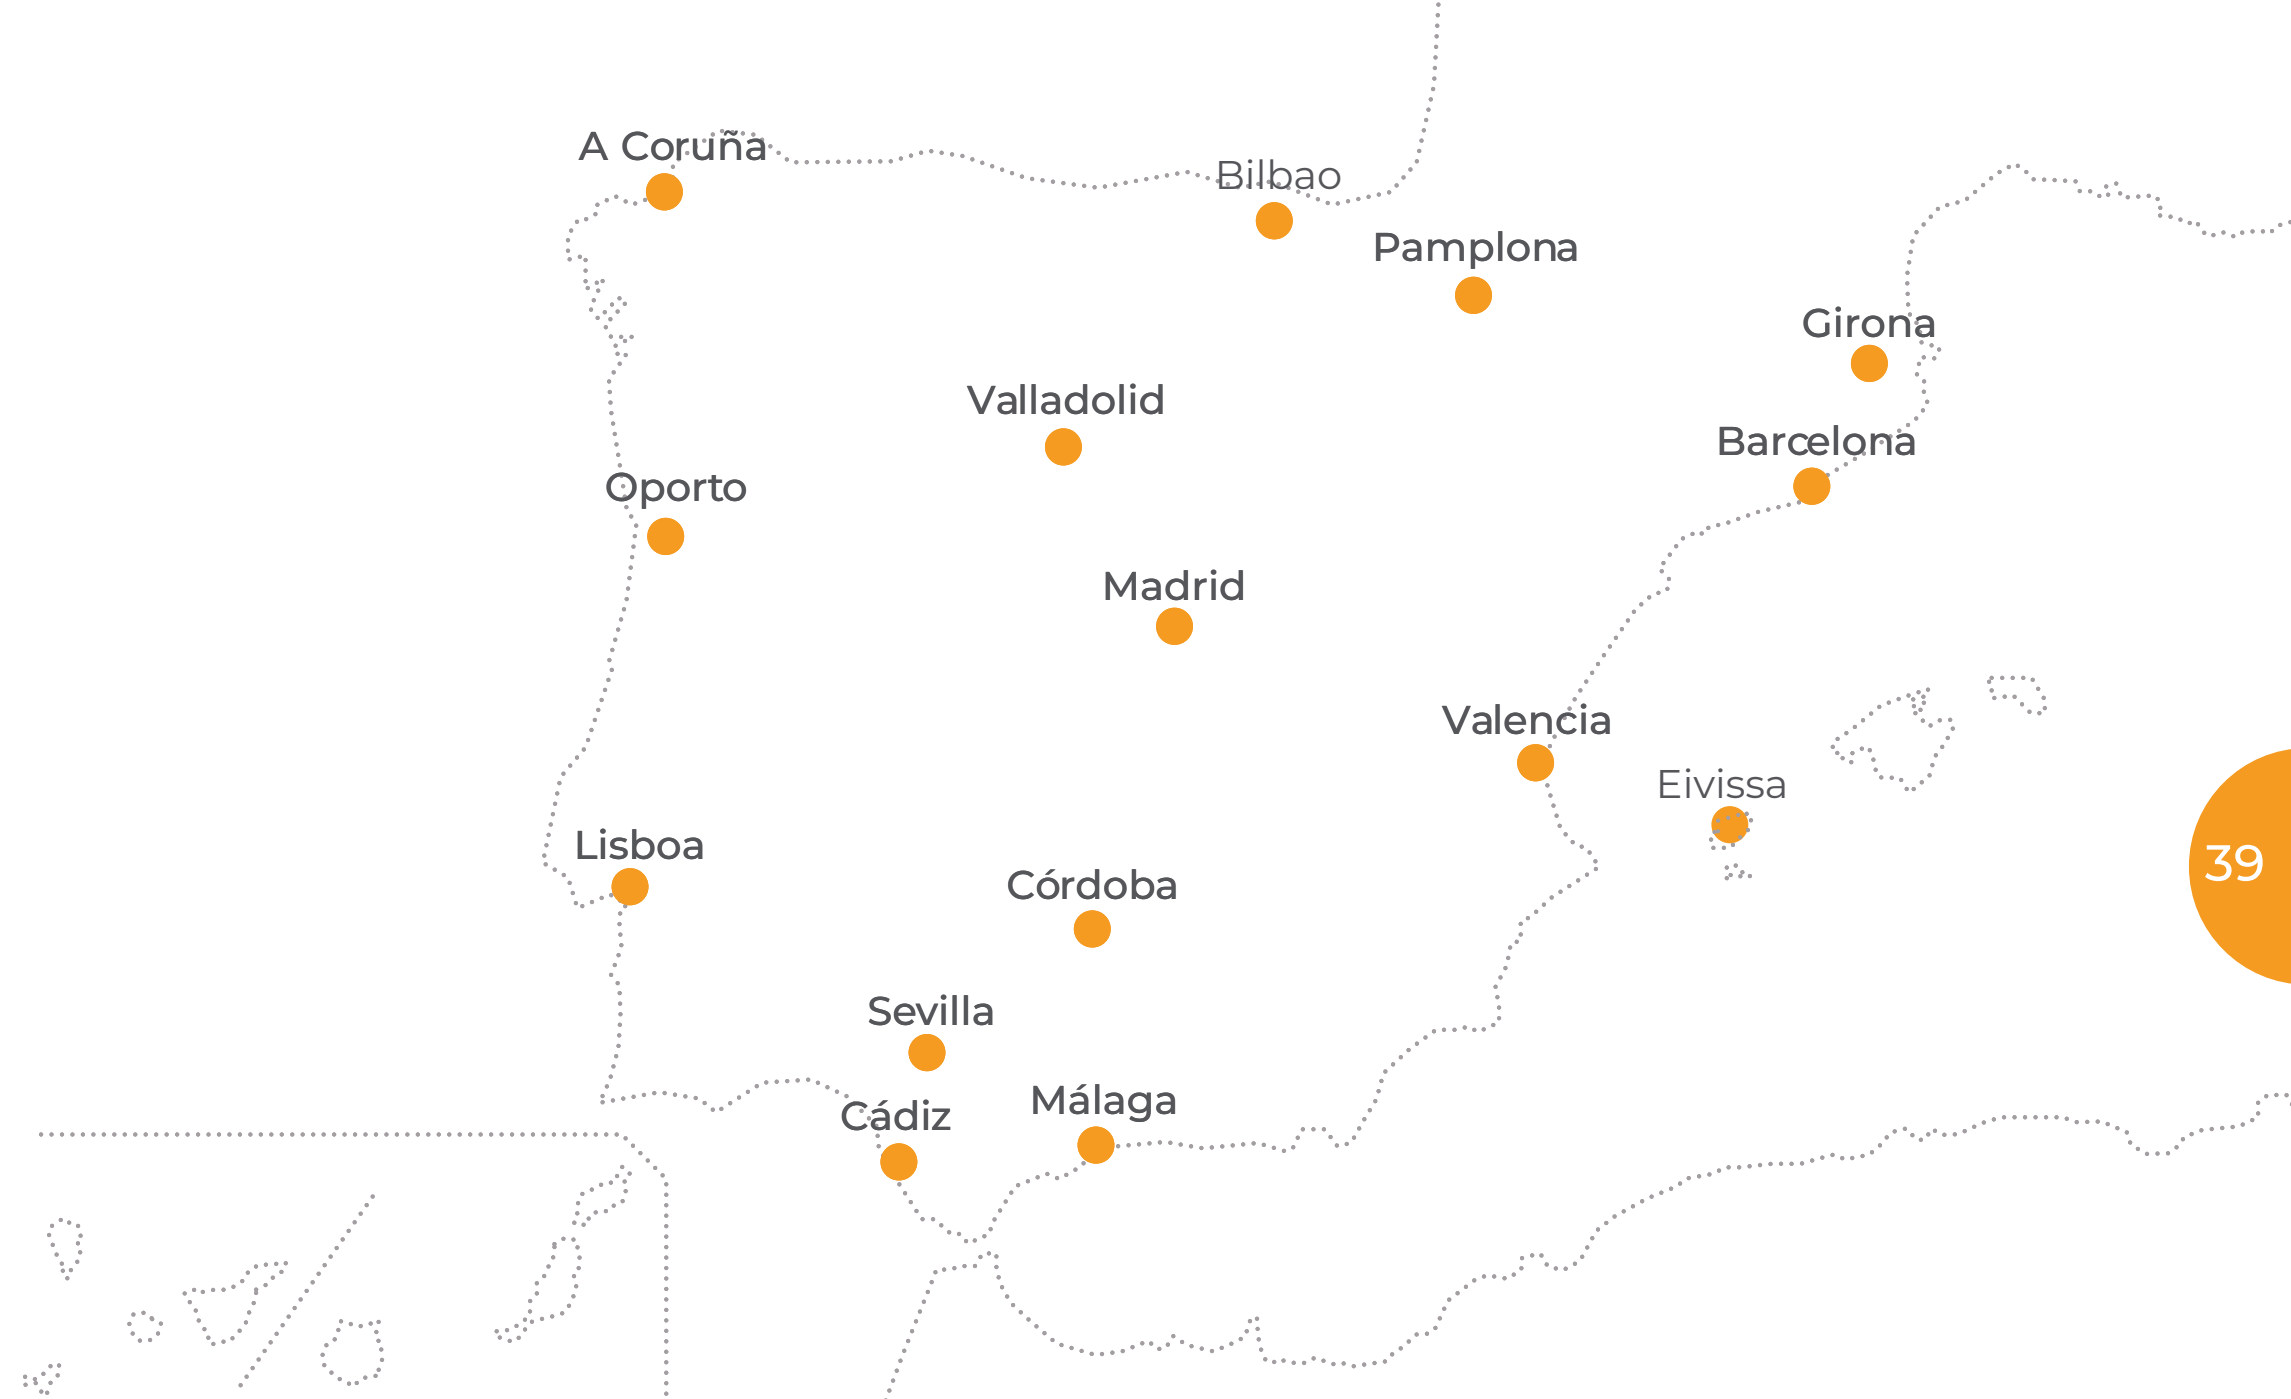 A Coruña
Bilbao
Pamplona
Girona
Valladolid
Barcelona
Oporto
Madrid
Valencia
Eivissa
Lisboa
39
Córdoba
Sevilla
Málaga
Cádiz